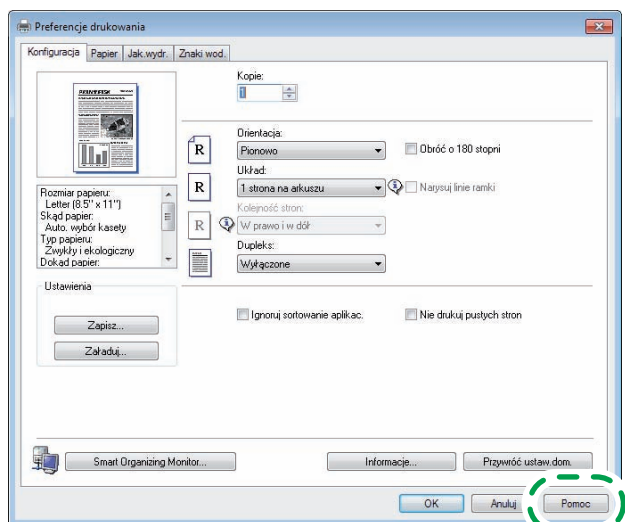 Preferencje drukowania
Konfiguracja Papier Jak.wydr. Znaki wod.
Kopie:
1
Orientacja:
R Pionowo Obróć o 180 stopni
Układ:
R 1 strona na arkuszu Narysuj linie ramki
Kolejność stron:
R W prawo i w dół
Dupleks:
Wyłączone
Rozmiar papieru:
Letter (8.5" x 11")
Skąd papier:
Auto. wybór kasety
Typ papieru:
Zwykły i ekologiczny
Dokąd papier:
Ustawienia
Zapisz...
Załaduj...
Ignoruj sortowanie aplikac. Nie drukuj pustych stron
Smart Organizing Monitor... Informacje... Przywróć ustaw.dom.
OK Anuluj Pomoc